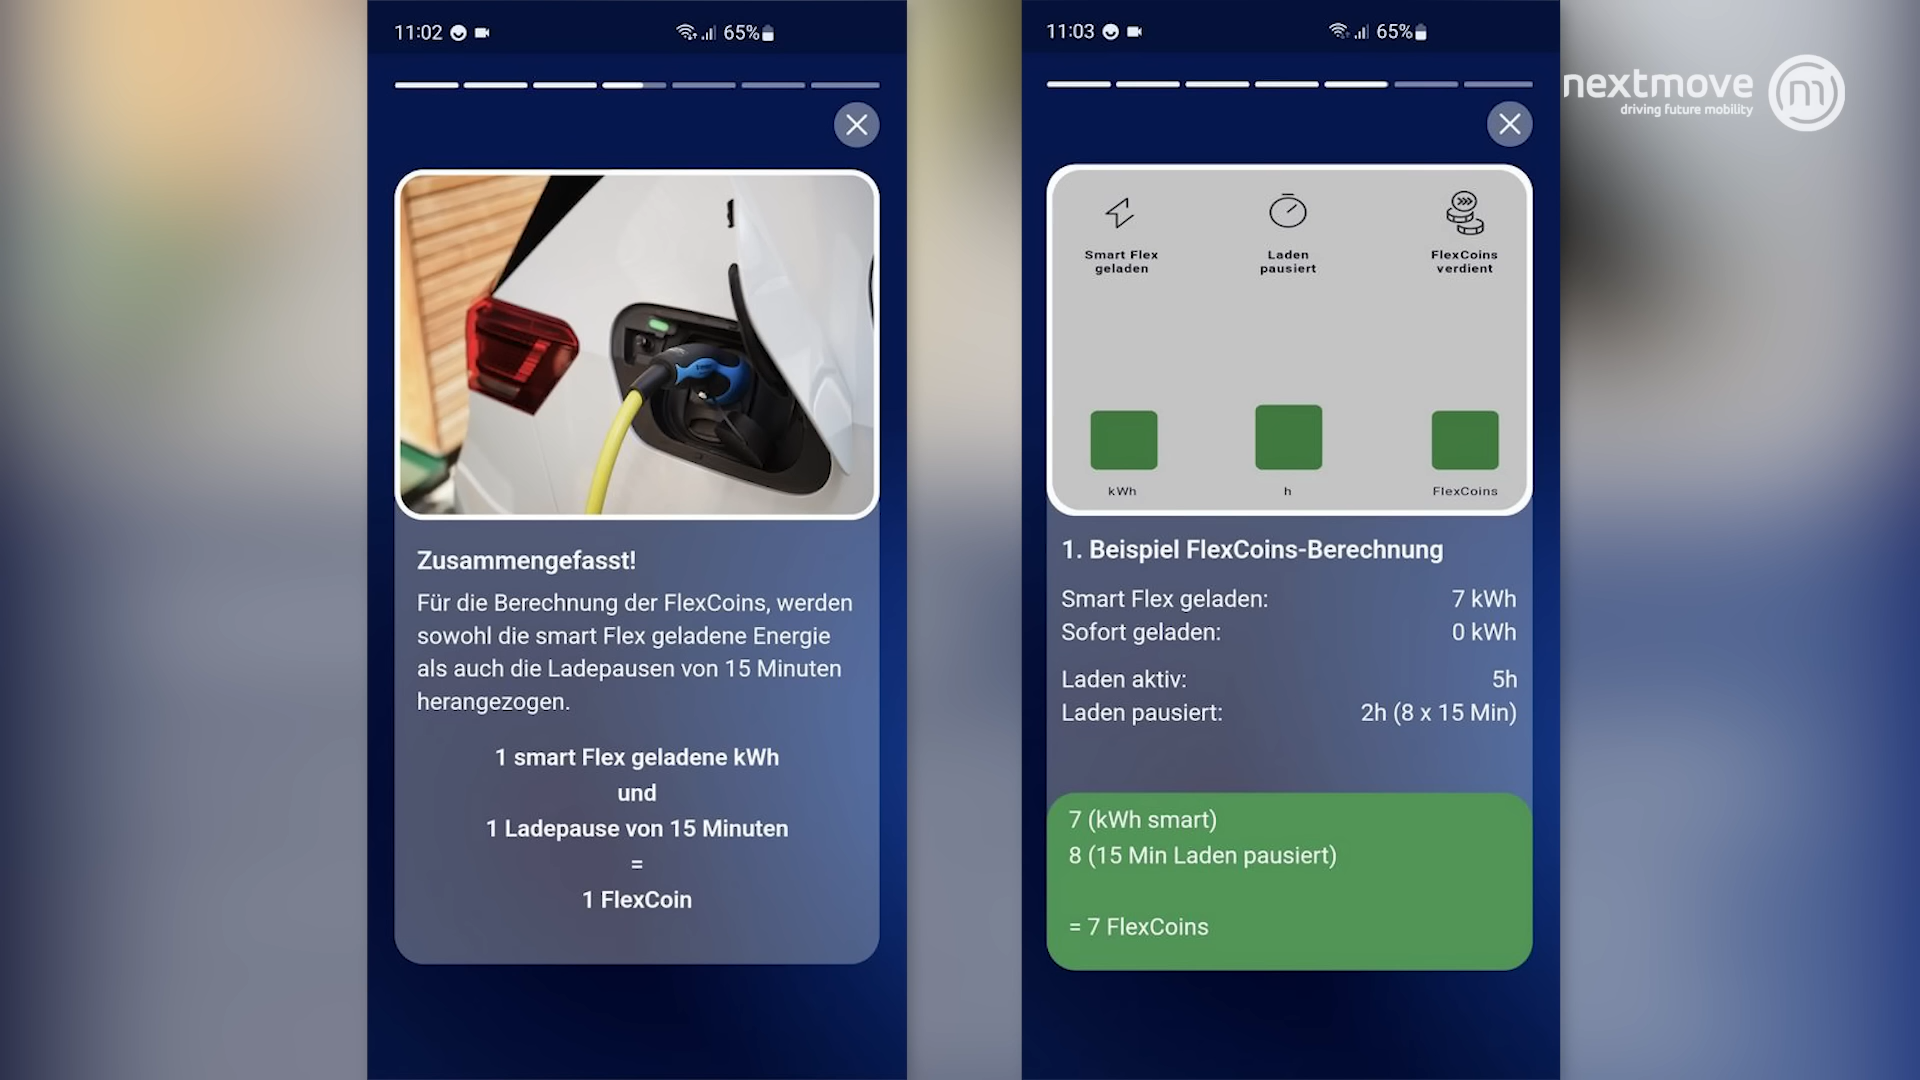 11:02
65%
Zusammengefasst!
Für die Berechnung der FlexCoins, werden
sowohl die smart Flex geladene Energie
als auch die Ladepausen von 15 Minuten
herangezogen.
1 smart Flex geladene kWh
und
1 Ladepause von 15 Minuten
=
1 FlexCoin
11:03
65%
Smart Flex
geladen
Laden
pausiert
FlexCoins
verdient
kWh
h
FlexCoins
1. Beispiel FlexCoins-Berechnung
Smart Flex geladen: 7 kWh
Sofort geladen: 0 kWh
Laden aktiv: 5h
Laden pausiert: 2h (8 x 15 Min)
7 (kWh smart)
8 (15 Min Laden pausiert)
= 7 FlexCoins
nextmove
driving future mobility